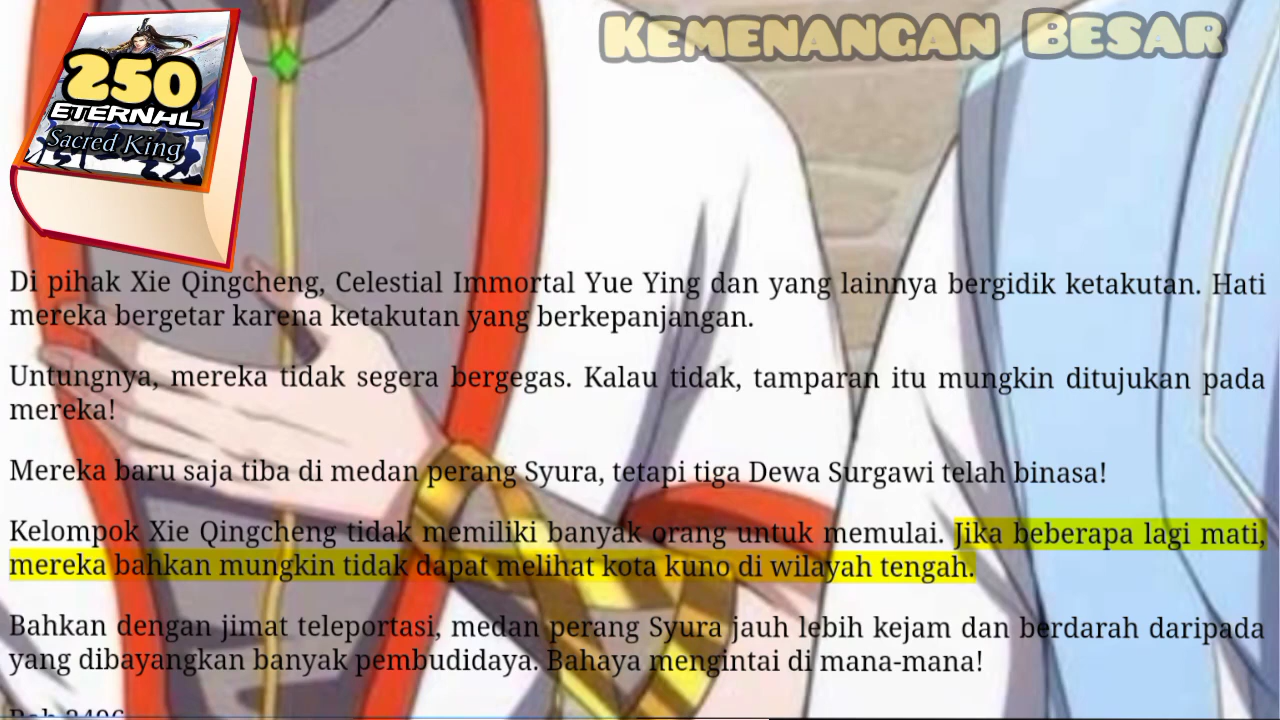 KEMENANGAN BESAR
250
ETERNAL
Sacred King
Di pihak Xie Qingcheng, Celestial Immortal Yue Ying dan yang lainnya bergidik ketakutan. Hati
mereka bergetar karena ketakutan yang berkepanjangan.
Untungnya, mereka tidak segera bergegas. Kalau tidak, tamparan itu mungkin ditujukan pada
mereka!
Mereka baru saja tiba di medan perang Syura, tetapi tiga Dewa Surgawi telah binasa!
Kelompok Xie Qingcheng tidak memiliki banyak orang untuk memulai. Jika beberapa lagi mati,
mereka bahkan mungkin tidak dapat melihat kota kuno di wilayah tengah.
Bahkan dengan jimat teleportasi, medan perang Syura jauh lebih kejam dan berdarah daripada
yang dibayangkan banyak pembudidaya. Bahaya mengintai di mana-mana!